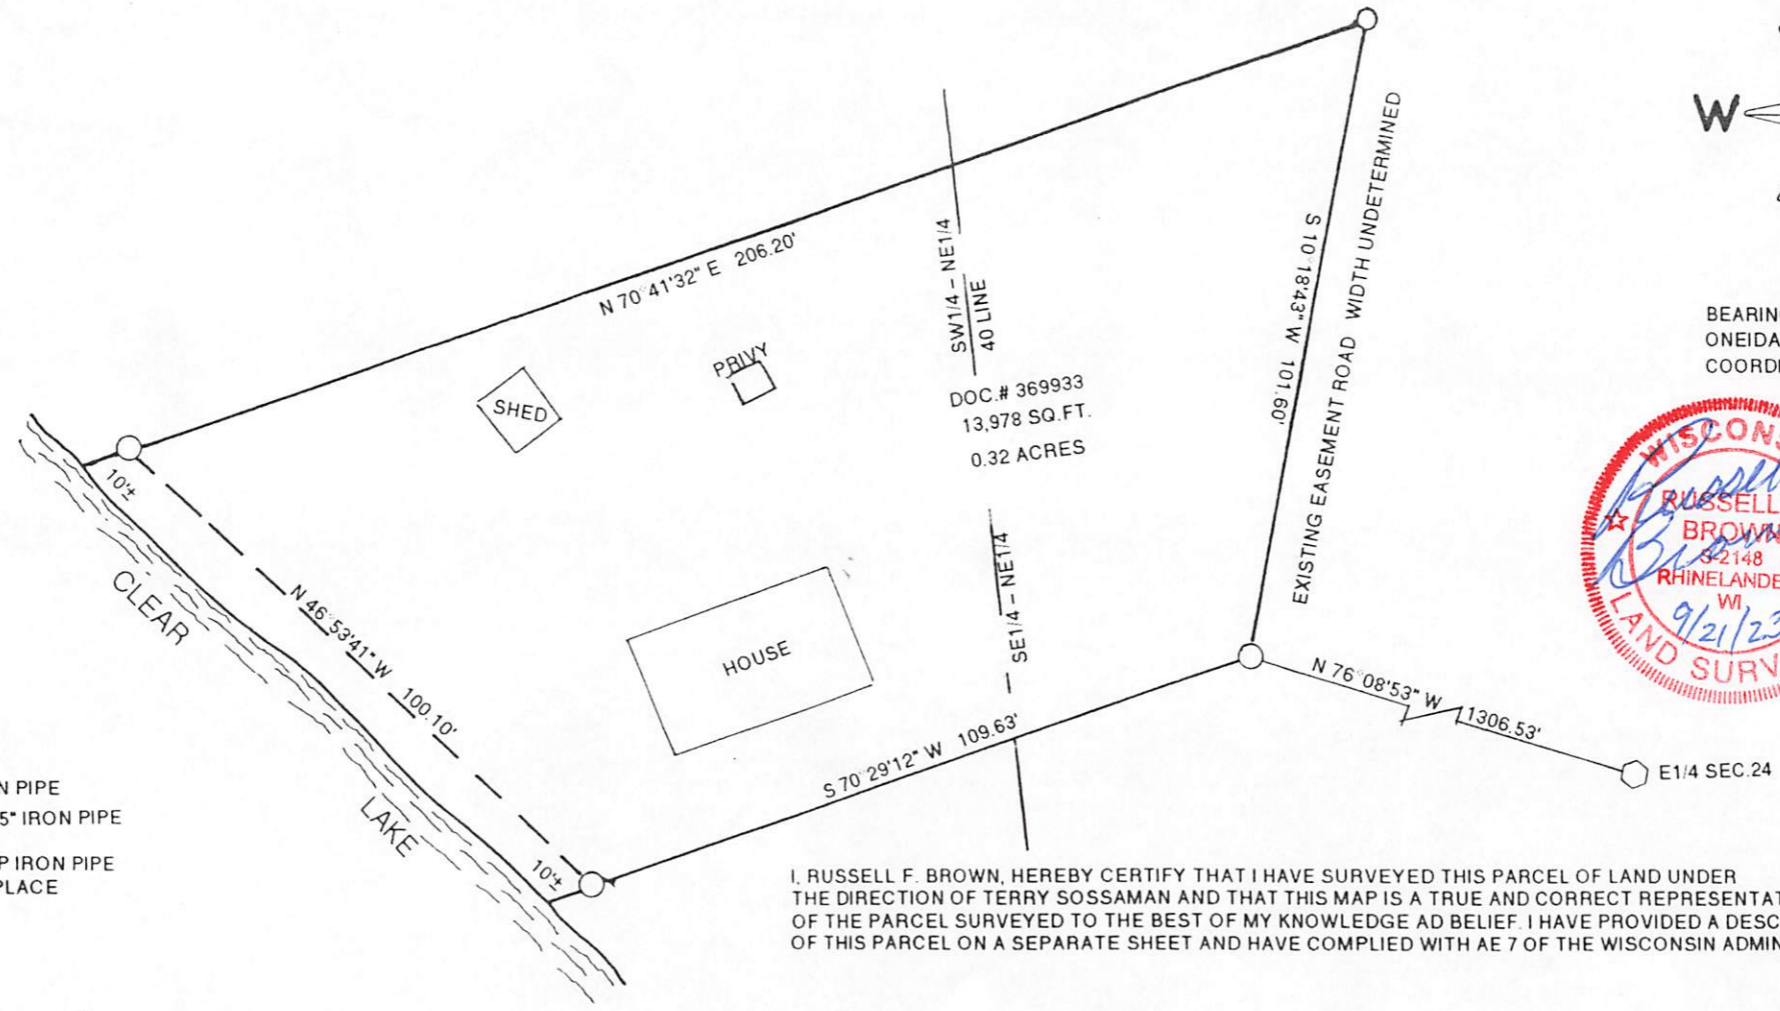 W
N 70°41'32" E 206.20'
S 10°18'43" W 101.60'
EXISTING EASEMENT ROAD WIDTH UNDETERMINED
SW1/4 – NE1/4
40 LINE
SE1/4 – NE1/4
PRIVY
SHED
DOC.# 369933
13,978 SQ.FT.
0.32 ACRES
10'±
N 46°53'41" W 100.10'
CLEAR
LAKE
HOUSE
S 70°29'12" W 109.63'
10'±
N 76°08'53" W 1306.53'
E1/4 SEC.24
BEARIN
ONEIDA
COORD
WISCONS
Russell
Brown
RUSSELL
BROWN
S-2148
RHINELANDE
WI
9/21/23
LAND SURV
N PIPE
5" IRON PIPE
P IRON PIPE
PLACE
I, RUSSELL F. BROWN, HEREBY CERTIFY THAT I HAVE SURVEYED THIS PARCEL OF LAND UNDER
THE DIRECTION OF TERRY SOSSAMAN AND THAT THIS MAP IS A TRUE AND CORRECT REPRESENTAT
OF THE PARCEL SURVEYED TO THE BEST OF MY KNOWLEDGE AD BELIEF. I HAVE PROVIDED A DESC
OF THIS PARCEL ON A SEPARATE SHEET AND HAVE COMPLIED WITH AE 7 OF THE WISCONSIN ADMIN